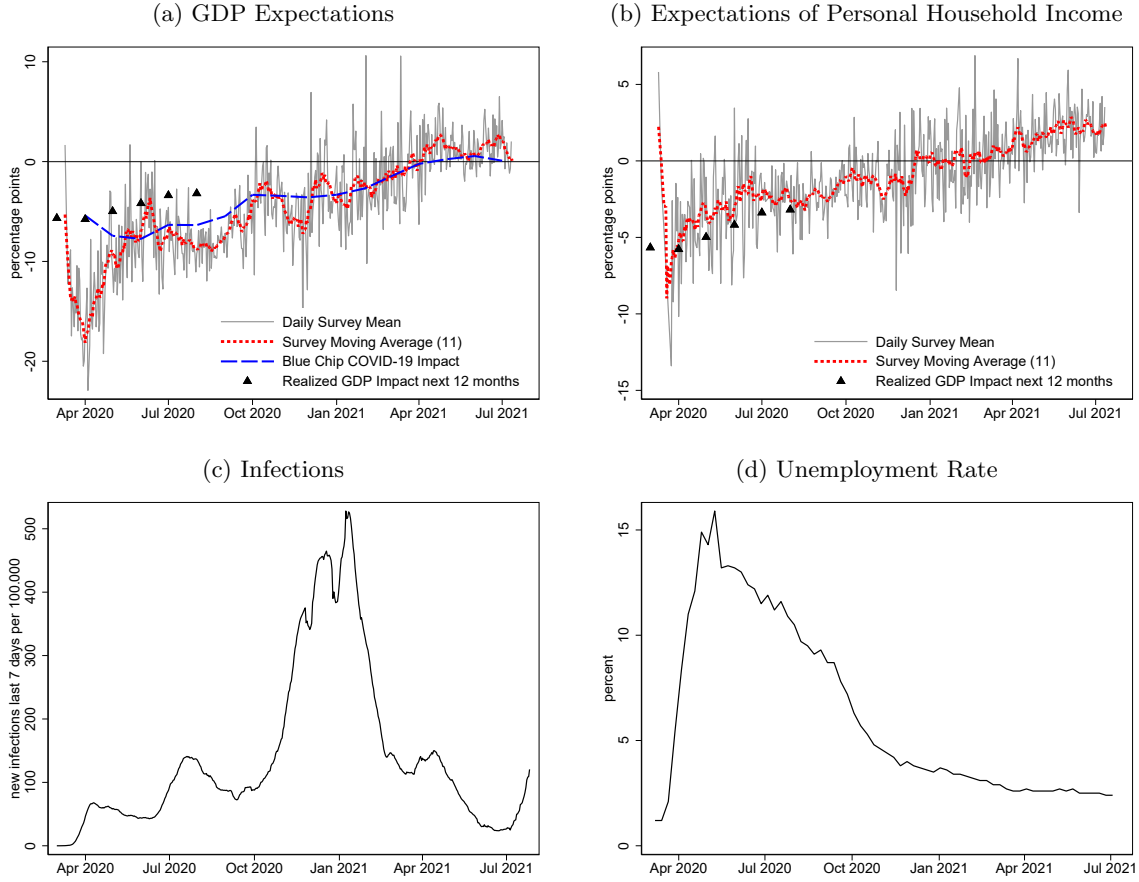 (a) GDP Expectations
percentage points
10
0
-10
-20
Daily Survey Mean
Survey Moving Average (11)
Blue Chip COVID-19 Impact
Realized GDP Impact next 12 months
Apr 2020 Jul 2020 Oct 2020 Jan 2021 Apr 2021 Jul 2021
(b) Expectations of Personal Household Income
percentage points
5
0
-5
-10
-15
Daily Survey Mean
Survey Moving Average (11)
Realized GDP Impact next 12 months
Apr 2020 Jul 2020 Oct 2020 Jan 2021 Apr 2021 Jul 2021
(c) Infections
new infections last 7 days per 100.000
500
400
300
200
100
0
Apr 2020 Jul 2020 Oct 2020 Jan 2021 Apr 2021 Jul 2021
(d) Unemployment Rate
percent
15
10
5
0
Apr 2020 Jul 2020 Oct 2020 Jan 2021 Apr 2021 Jul 2021